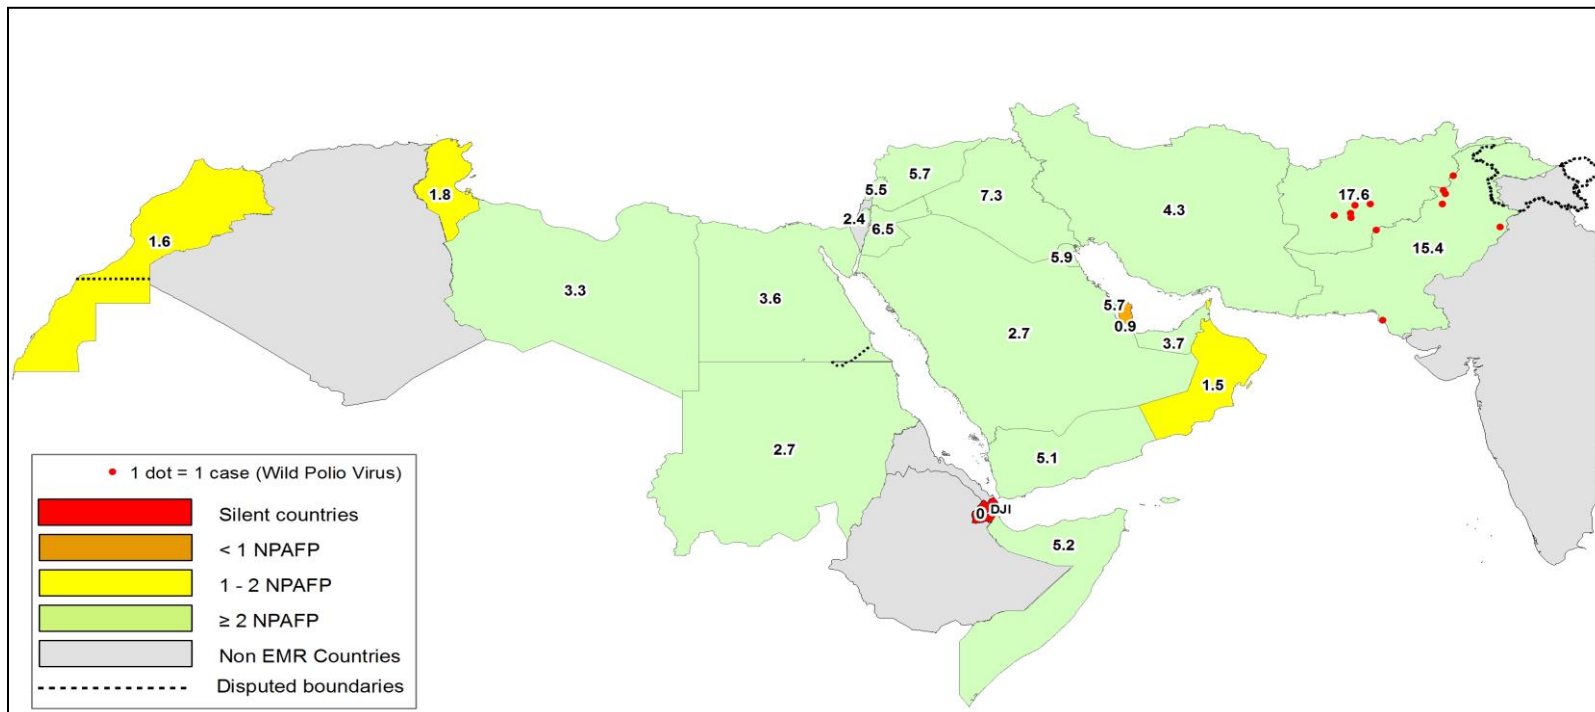 1.8
5.7
5.5
7.3
17.6
2.4
6.5
4.3
1.6
5.9
15.4
3.3
3.6
5.7
2.7
0.9
3.7
1.5
2.7
5.1
0 DJI
5.2
1 dot = 1 case (Wild Polio Virus)
Silent countries
< 1 NPAFP
1 - 2 NPAFP
≥ 2 NPAFP
Non EMR Countries
Disputed boundaries